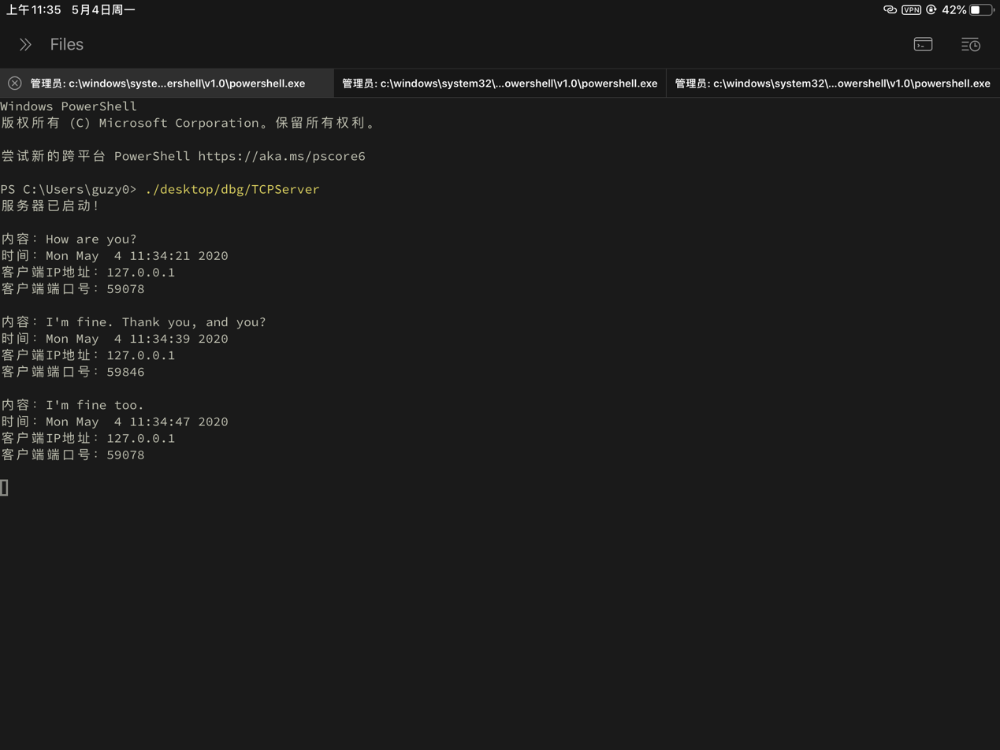 上午11:35 5月4日周一 VPN 42%
Files
管理员: c:\windows\syste...ershell\v1.0\powershell.exe 管理员: c:\windows\system32\...owershell\v1.0\powershell.exe 管理员: c:\windows\system32\...owershell\v1.0\powershell.exe
Windows PowerShell
版权所有 (C) Microsoft Corporation。保留所有权利。
尝试新的跨平台 PowerShell https://aka.ms/pscore6
PS C:\Users\guzy0> ./desktop/dbg/TCPServer
服务器已启动！
内容：How are you?
时间：Mon May  4 11:34:21 2020
客户端IP地址：127.0.0.1
客户端端口号：59078
内容：I'm fine. Thank you, and you?
时间：Mon May  4 11:34:39 2020
客户端IP地址：127.0.0.1
客户端端口号：59846
内容：I'm fine too.
时间：Mon May  4 11:34:47 2020
客户端IP地址：127.0.0.1
客户端端口号：59078